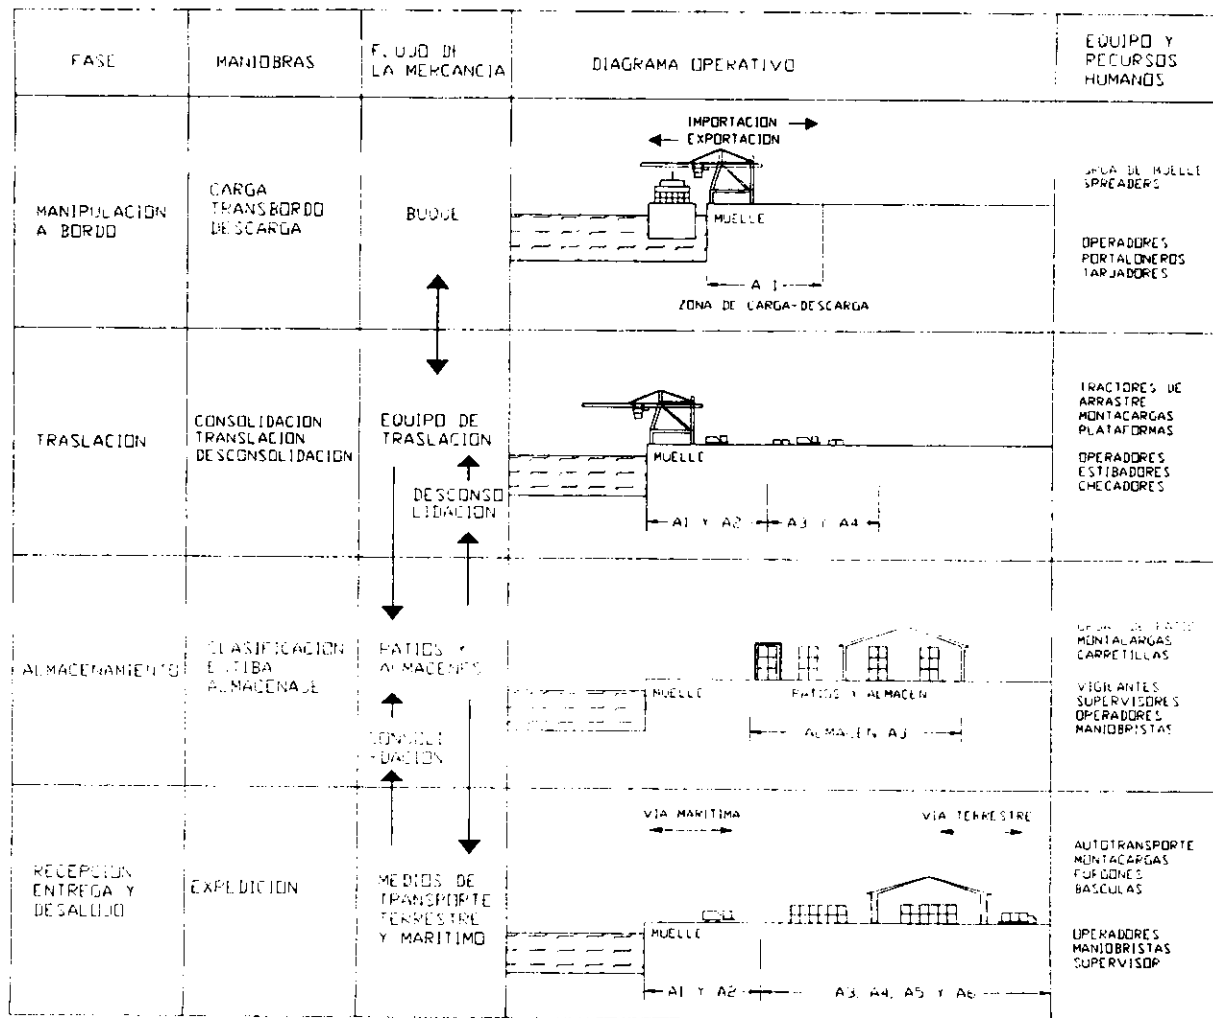 FASE
MANIOBRAS
FLUJO DE
LA MERCANCIA
DIAGRAMA OPERATIVO
EQUIPO Y
RECURSOS
HUMANOS
MANIPULACION
A BORDO
CARGA
TRANSBORDO
DESCARGA
BUQUE
IMPORTACION
EXPORTACION
MUELLE
A 1
ZONA DE CARGA-DESCARGA
GRUA DE MUELLE
SPREADERS
OPERADORES
PORTALONEROS
TARJADORES
TRASLACION
CONSOLIDACION
TRANSLACION
DESCONSOLIDACION
EQUIPO DE
TRASLACION
DESCONSO
LIDACION
MUELLE
A1 Y A2
A3 Y A4
TRACTORES DE
ARRASTRE
MONTACARGAS
PLATAFORMAS
OPERADORES
ESTIBADORES
CHECADORES
ALMACENAMIENTO
CLASIFICACION
ESTIBA
ALMACENAJE
PATIOS Y
ALMACENES
CONSOLI
DACION
MUELLE
PATIOS Y ALMACEN
ALMACEN A3
GRUA DE PATIO
MONTACARGAS
CARRETILLAS
VIGILANTES
SUPERVISORES
OPERADORES
MANIOBRISTAS
RECEPCION
ENTREGA Y
DESALOJO
EXPEDICION
MEDIOS DE
TRANSPORTE
TERRESTRE
Y MARITIMO
VIA MARITIMA
VIA TERRESTRE
MUELLE
A1 Y A2
A3, A4, A5 Y A6
AUTOTRANSPORTE
MONTACARGAS
FURGONES
BASCULAS
OPERADORES
MANIOBRISTAS
SUPERVISOR